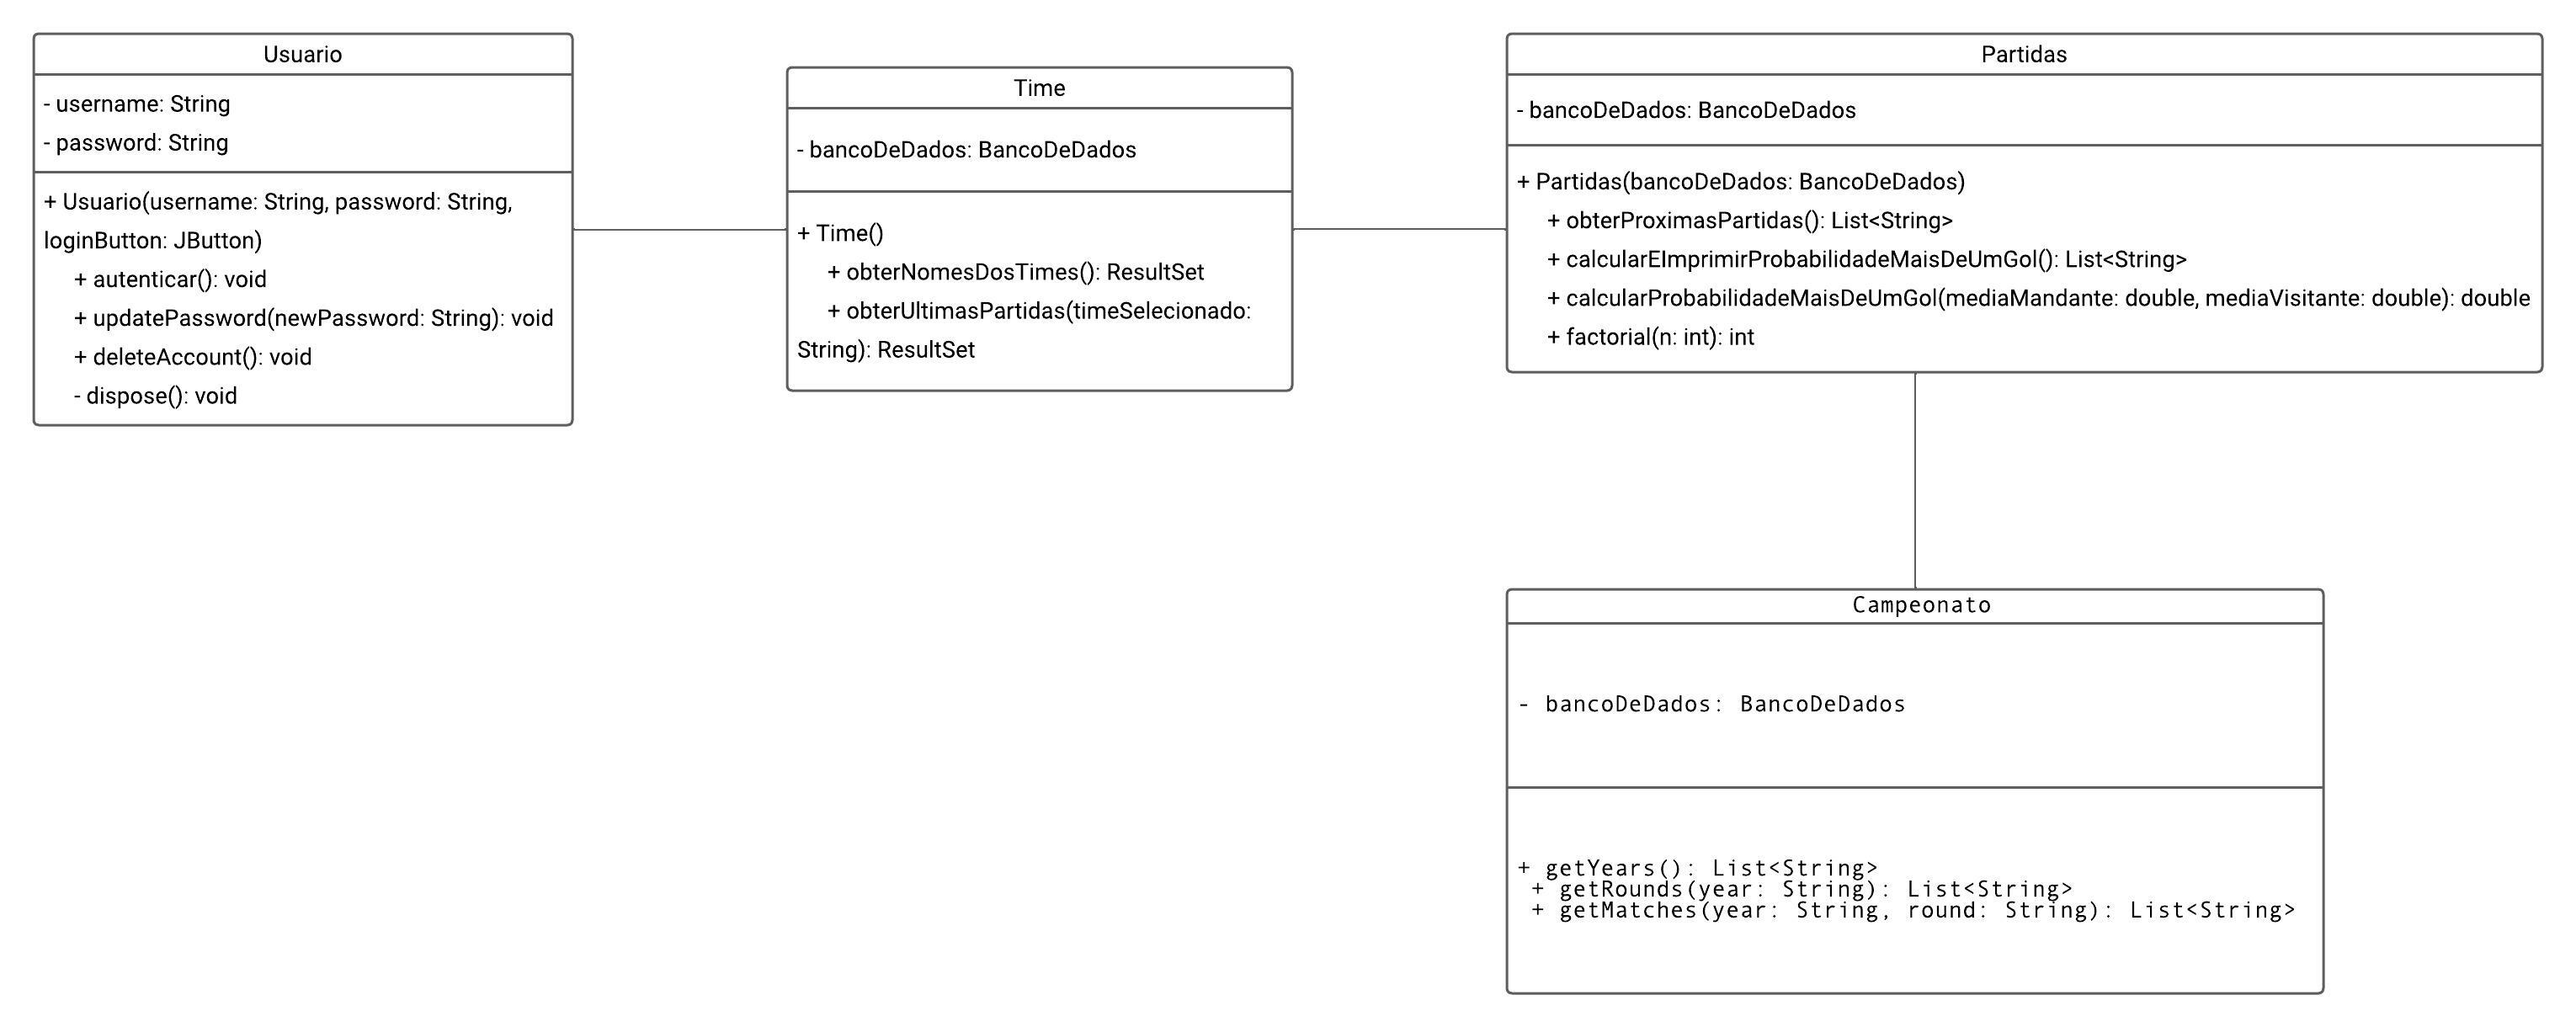 Usuario
- username: String
- password: String
+ Usuario(username: String, password: String,
loginButton: JButton)
+ autenticar(): void
+ updatePassword(newPassword: String): void
+ deleteAccount(): void
- dispose(): void
Time
- bancoDeDados: BancoDeDados
+ Time()
+ obterNomesDosTimes(): ResultSet
+ obterUltimasPartidas(timeSelecionado:
String): ResultSet
Partidas
- bancoDeDados: BancoDeDados
+ Partidas(bancoDeDados: BancoDeDados)
+ obterProximasPartidas(): List<String>
+ calcularEImprimirProbabilidadeMaisDeUmGol(): List<String>
+ calcularProbabilidadeMaisDeUmGol(mediaMandante: double, mediaVisitante: double): double
+ factorial(n: int): int
Campeonato
- bancoDeDados: BancoDeDados
+ getYears(): List<String>
+ getRounds(year: String): List<String>
+ getMatches(year: String, round: String): List<String>